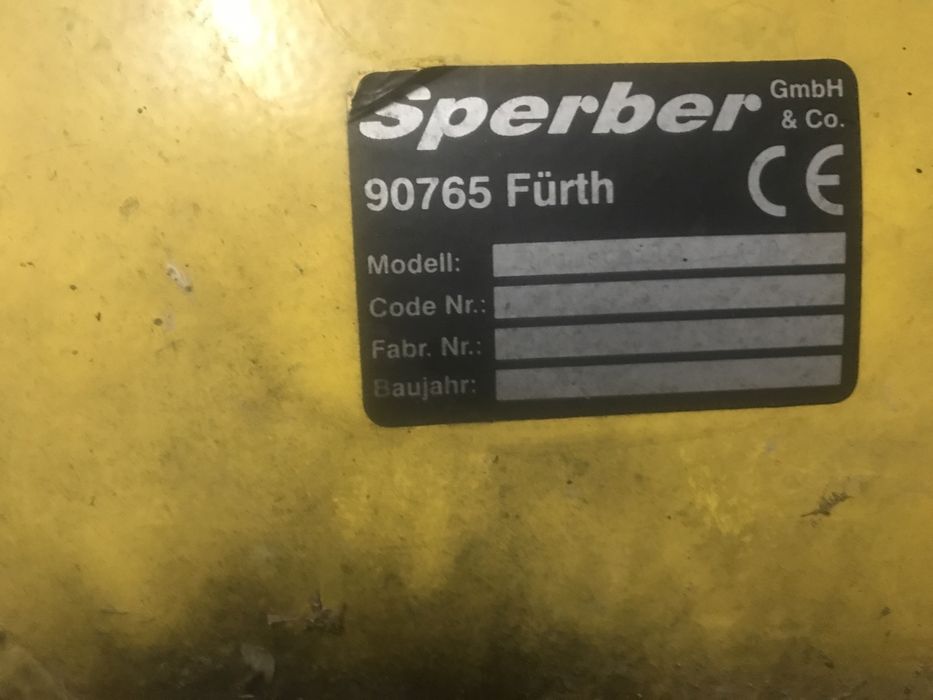 Sperber GmbH & Co.
90765 Fürth CE
Modell:
Code Nr.:
Fabr. Nr.:
Baujahr: